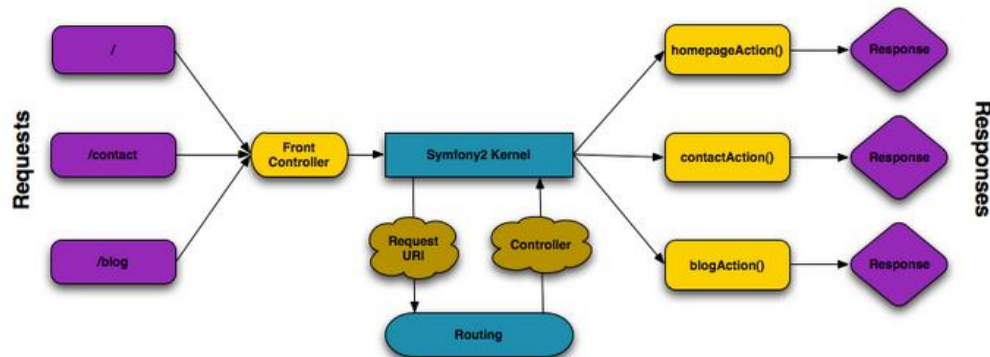 Requests
/
/contact
/blog
Front
Controller
Symfony2 Kernel
Request
URI
Controller
Routing
homepageAction()
contactAction()
blogAction()
Response
Response
Response
Responses